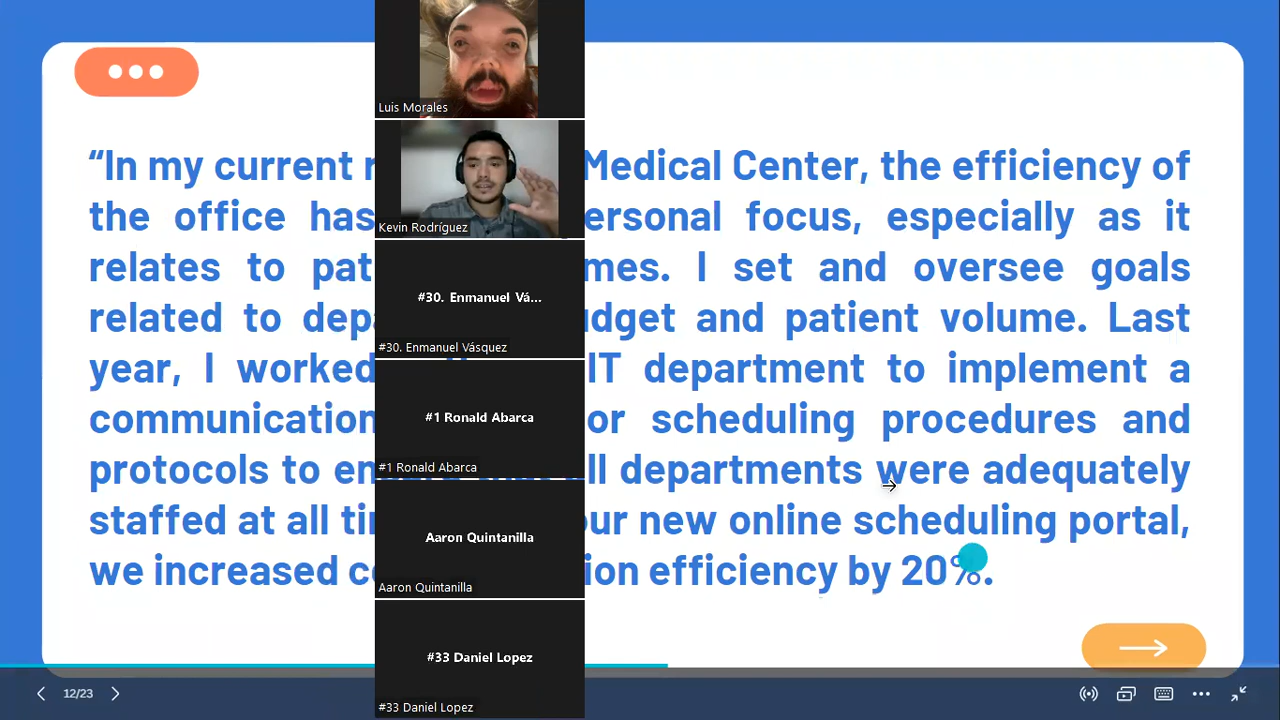 Luis Morales
Kevin Rodríguez
#30. Enmanuel Vá...
#30. Enmanuel Vásquez
#1 Ronald Abarca
#1 Ronald Abarca
Aaron Quintanilla
Aaron Quintanilla
#33 Daniel Lopez
#33 Daniel Lopez
“In my current Medical Center, the efficiency of
the office has ersonal focus, especially as it
relates to pat mes. I set and oversee goals
related to depa udget and patient volume. Last
year, I worked IT department to implement a
communication or scheduling procedures and
protocols to en ll departments were adequately
staffed at all ti our new online scheduling portal,
we increased c ion efficiency by 20%.
12/23